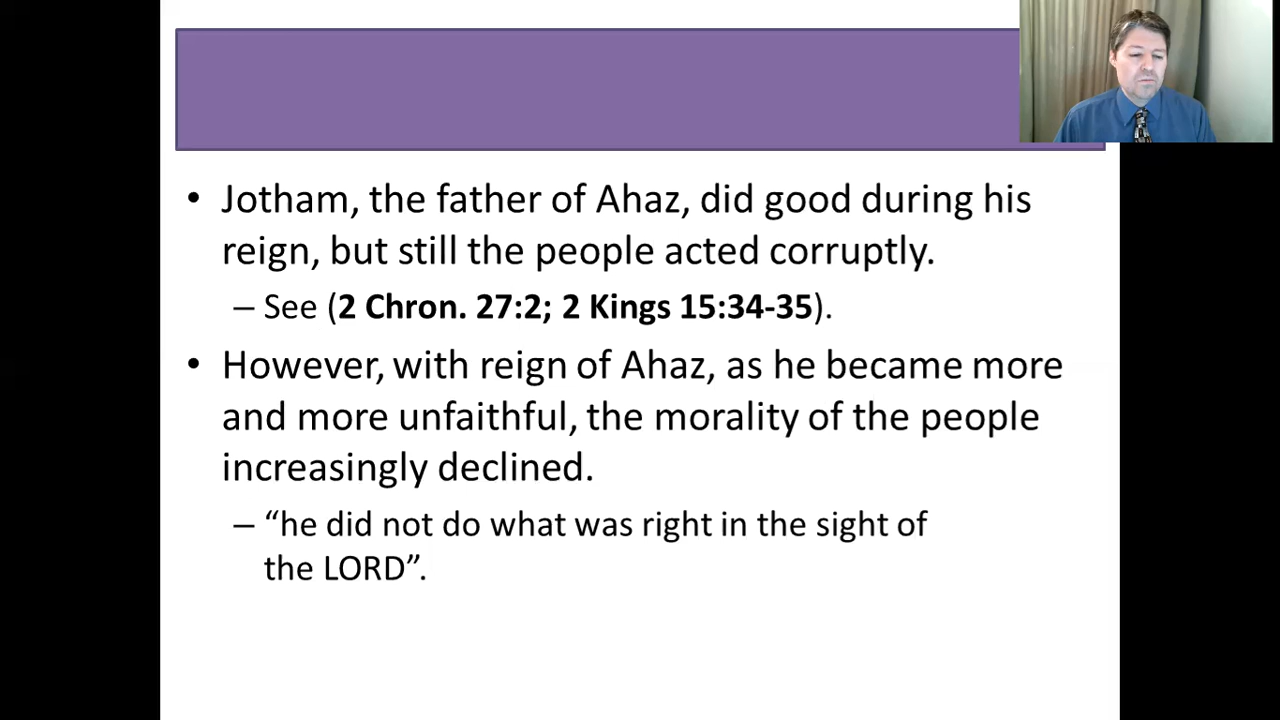 • Jotham, the father of Ahaz, did good during his
reign, but still the people acted corruptly.
– See (2 Chron. 27:2; 2 Kings 15:34-35).
• However, with reign of Ahaz, as he became more
and more unfaithful, the morality of the people
increasingly declined.
– “he did not do what was right in the sight of
the LORD”.